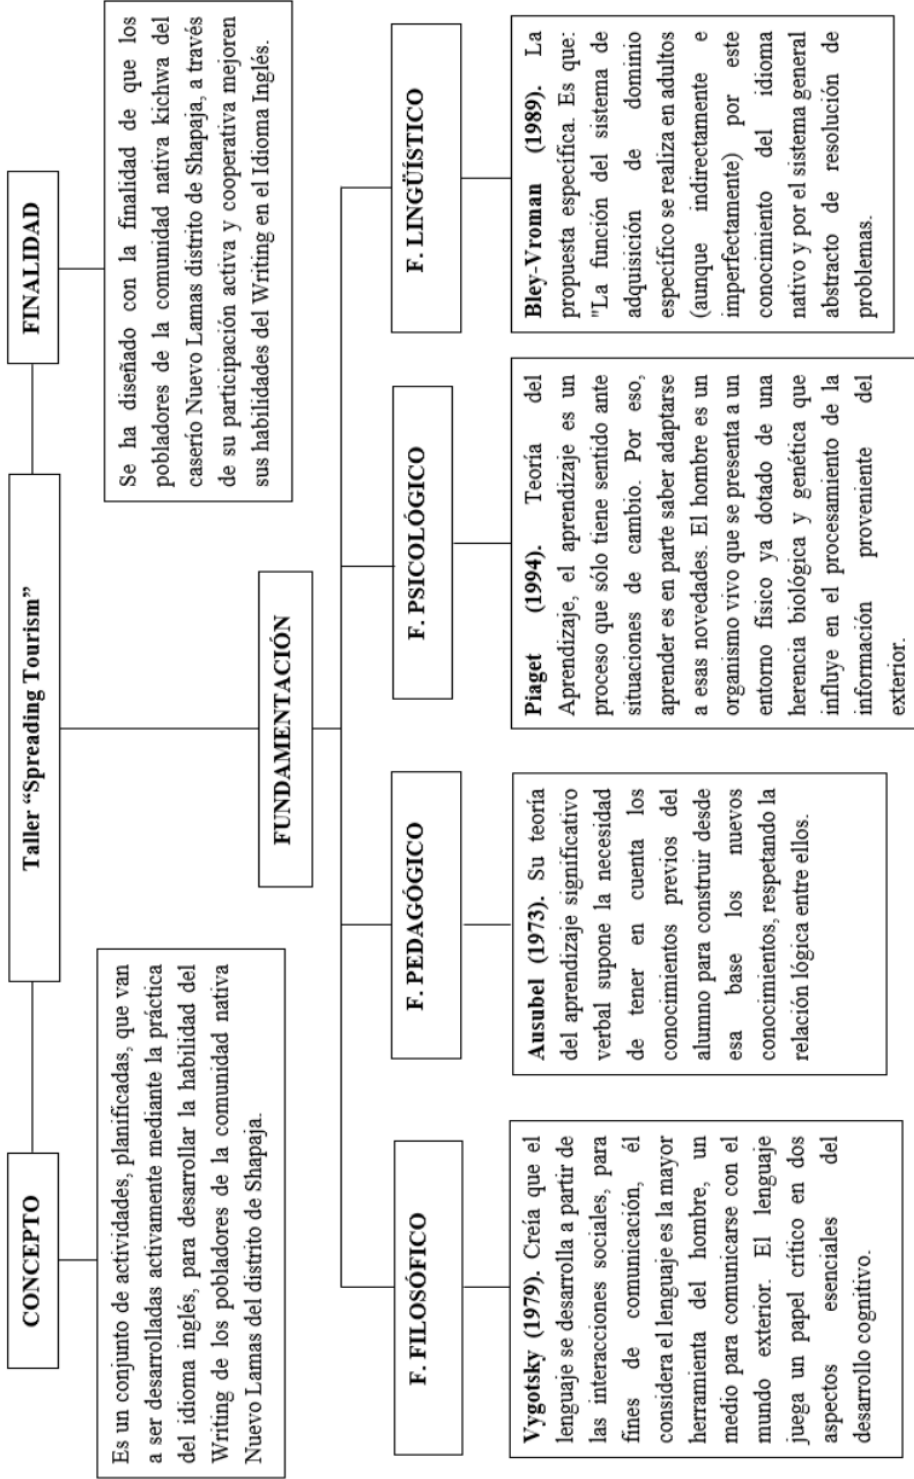 Taller “Spreading Tourism”
CONCEPTO
Es un conjunto de actividades, planificadas, que van
a ser desarrolladas activamente mediante la práctica
del idioma inglés, para desarrollar la habilidad del
Writing de los pobladores de la comunidad nativa
Nuevo Lamas del distrito de Shapaja.
FINALIDAD
Se ha diseñado con la finalidad de que los
pobladores de la comunidad nativa kichwa del
caserío Nuevo Lamas distrito de Shapaja, a través
de su participación activa y cooperativa mejoren
sus habilidades del Writing en el Idioma Inglés.
FUNDAMENTACIÓN
F. FILOSÓFICO
Vygotsky (1979). Creía que el
lenguaje se desarrolla a partir de
las interacciones sociales, para
fines de comunicación, él
considera el lenguaje es la mayor
herramienta del hombre, un
medio para comunicarse con el
mundo exterior. El lenguaje
juega un papel crítico en dos
aspectos esenciales del
desarrollo cognitivo.
F. PEDAGÓGICO
Ausubel (1973). Su teoría
del aprendizaje significativo
verbal supone la necesidad
de tener en cuenta los
conocimientos previos del
alumno para construir desde
esa base los nuevos
conocimientos, respetando la
relación lógica entre ellos.
F. PSICOLÓGICO
Piaget (1994). Teoría del
Aprendizaje, el aprendizaje es un
proceso que sólo tiene sentido ante
situaciones de cambio. Por eso,
aprender es en parte saber adaptarse
a esas novedades. El hombre es un
organismo vivo que se presenta a un
entorno físico ya dotado de una
herencia biológica y genética que
influye en el procesamiento de la
información proveniente del
exterior.
F. LINGÜÍSTICO
Bley-Vroman (1989). La
propuesta específica. Es que:
"La función del sistema de
adquisición de dominio
específico se realiza en adultos
(aunque indirectamente e
imperfectamente) por este
conocimiento del idioma
nativo y por el sistema general
abstracto de resolución de
problemas.